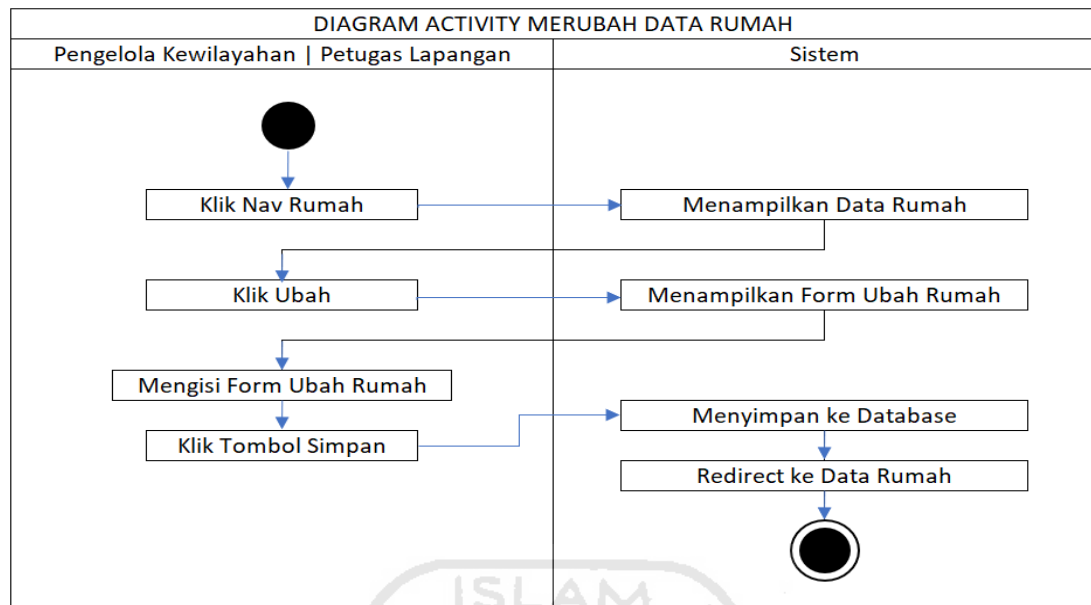 DIAGRAM ACTIVITY MERUBAH DATA RUMAH
Pengelola Kewilayahan | Petugas Lapangan
Sistem
Klik Nav Rumah
Menampilkan Data Rumah
Klik Ubah
Menampilkan Form Ubah Rumah
Mengisi Form Ubah Rumah
Menyimpan ke Database
Klik Tombol Simpan
Redirect ke Data Rumah
ISLAM